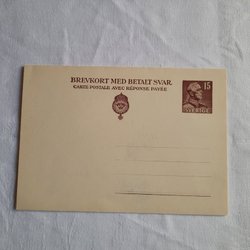 BREVKORT MED BETALT SVAR
CARTE POSTALE AVEC RÉPONSE PAYÉE
15
SVERIGE